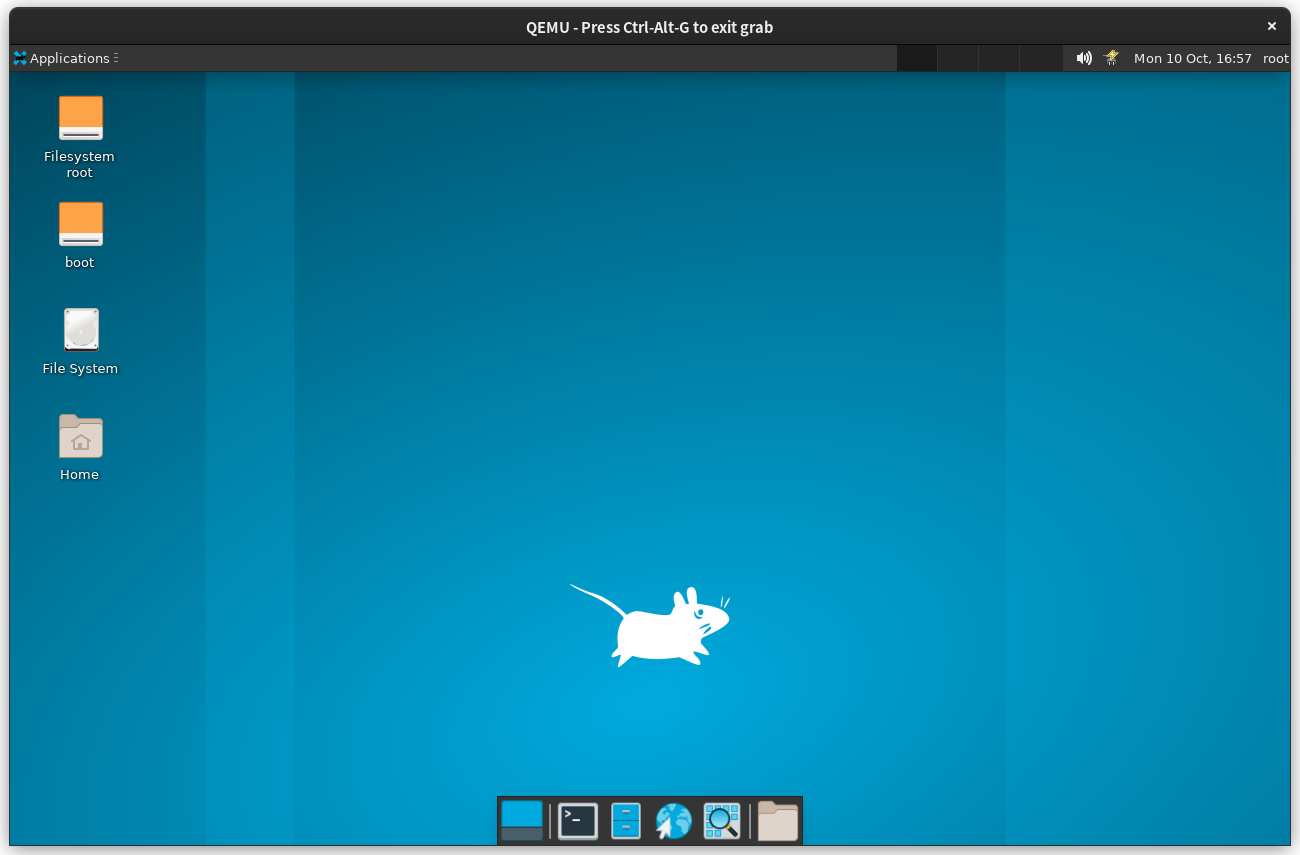 QEMU - Press Ctrl-Alt-G to exit grab
Applications
Mon 10 Oct, 16:57
root
Filesystem
root
boot
File System
Home
>_